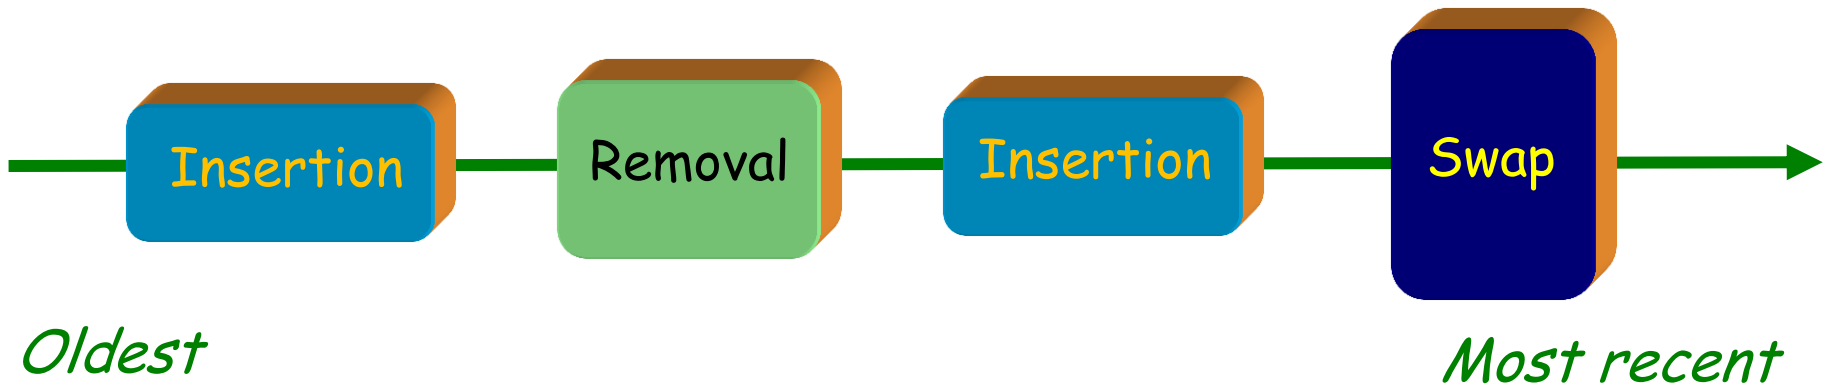 Insertion
Removal
Insertion
Swap
Oldest
Most recent